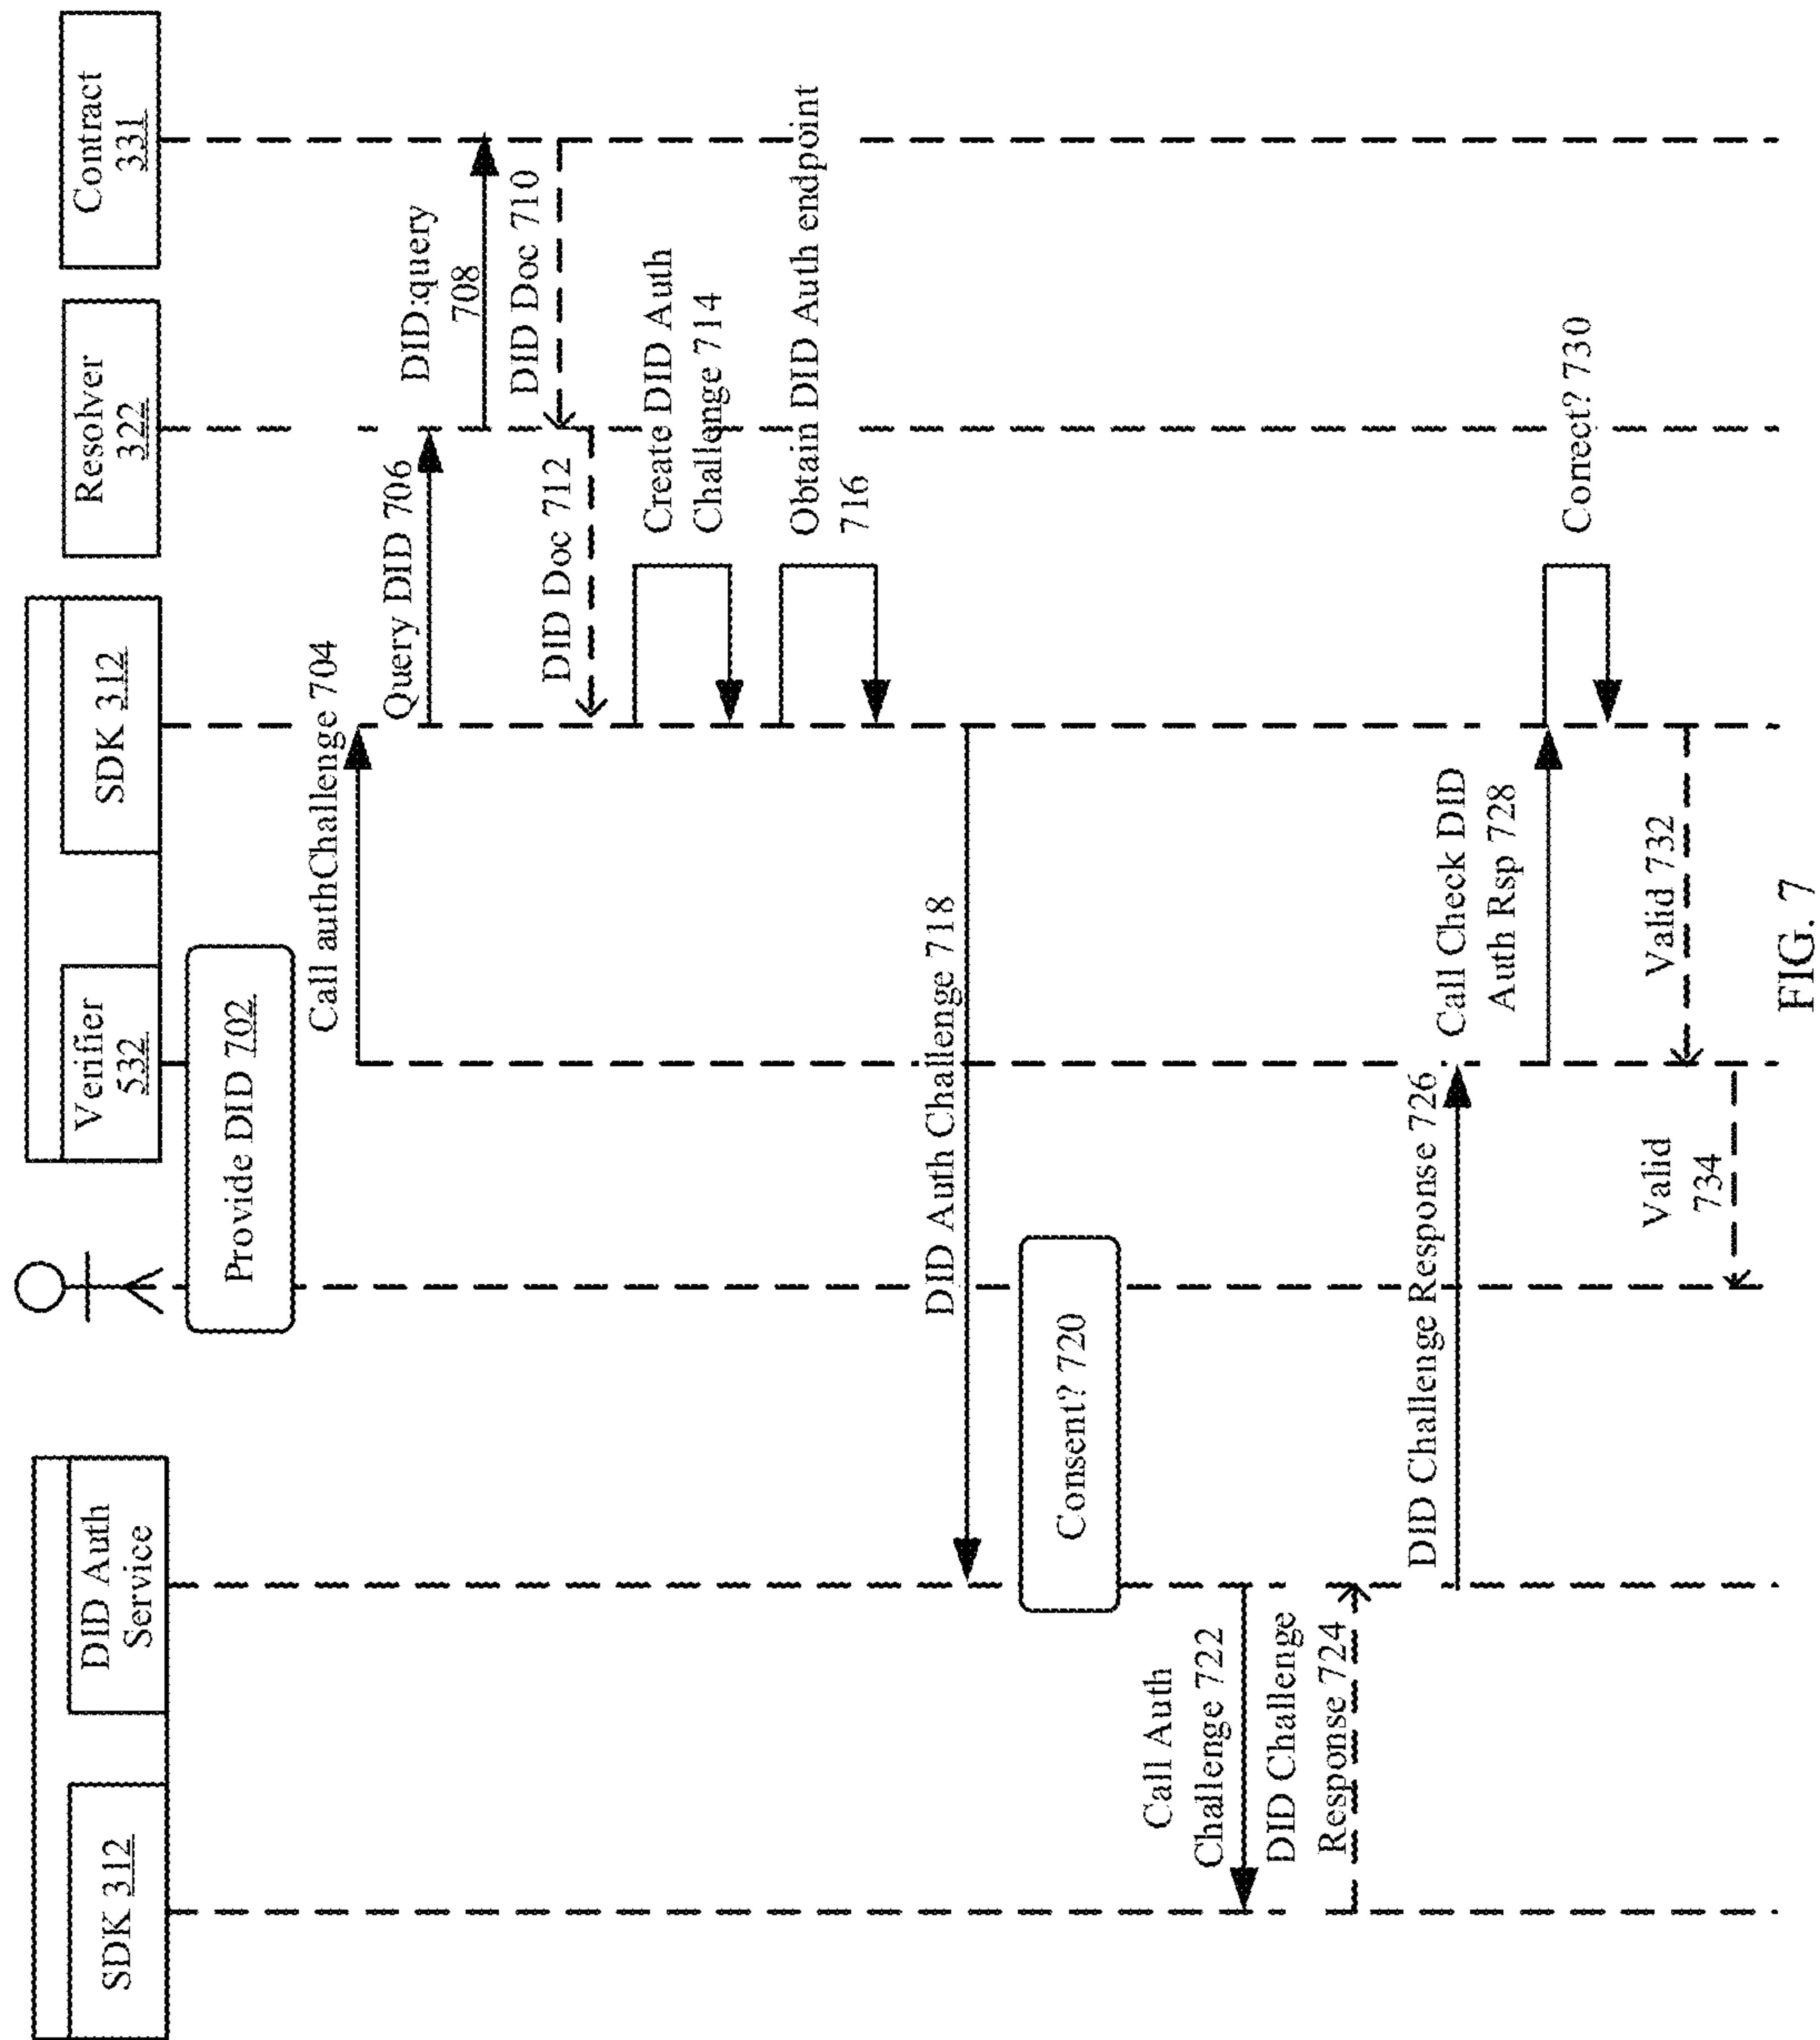 SDK 312
DID Auth
Service
Verifier
532
SDK 312
Resolver
322
Contract
331
Provide DID 702
Call authChallenge 704
Query DID 706
DID:query
708
DID Doc 710
DID Doc 712
Create DID Auth
Challenge 714
Obtain DID Auth endpoint
716
DID Auth Challenge 718
Consent? 720
Call Auth
Challenge 722
DID Challenge
Response 724
DID Challenge Response 726
Call Check DID
Auth Rsp 728
Correct? 730
Valid 732
Valid
734
FIG. 7